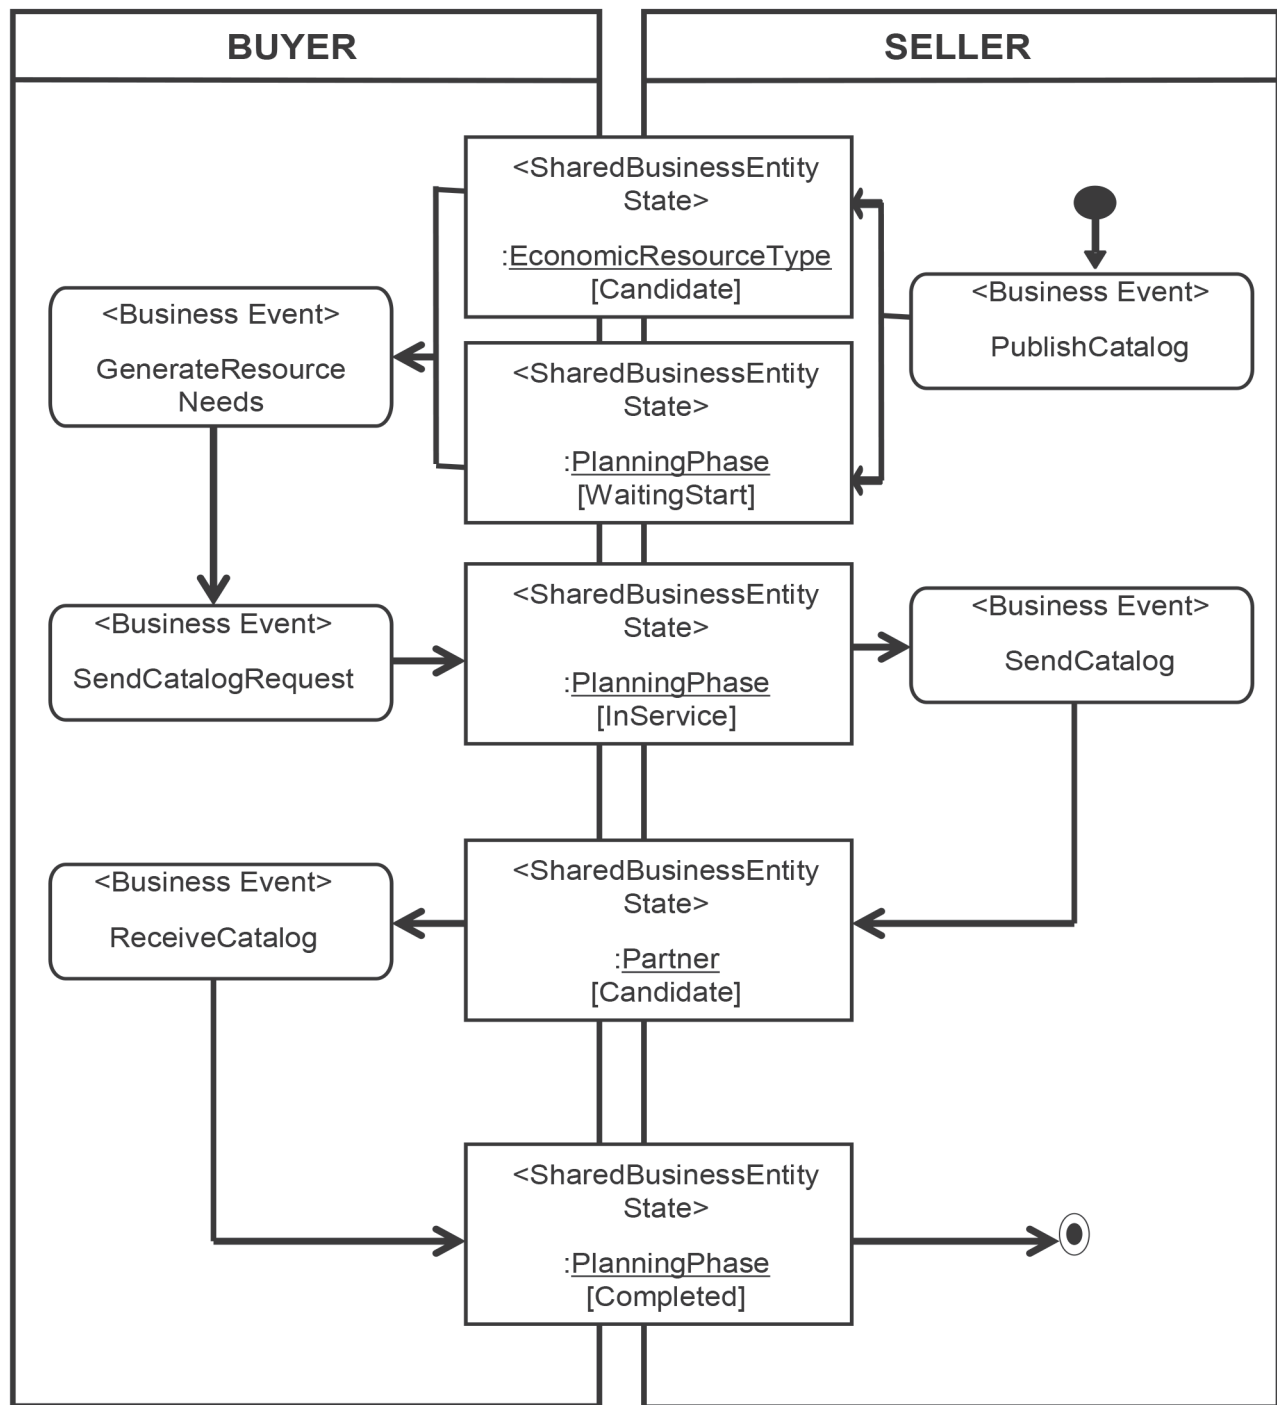 BUYER
SELLER
<SharedBusinessEntity
State>
:EconomicResourceType
[Candidate]
<Business Event>
PublishCatalog
<Business Event>
GenerateResource
Needs
<SharedBusinessEntity
State>
:PlanningPhase
[WaitingStart]
<Business Event>
SendCatalogRequest
<SharedBusinessEntity
State>
:PlanningPhase
[InService]
<Business Event>
SendCatalog
<Business Event>
ReceiveCatalog
<SharedBusinessEntity
State>
:Partner
[Candidate]
<SharedBusinessEntity
State>
:PlanningPhase
[Completed]